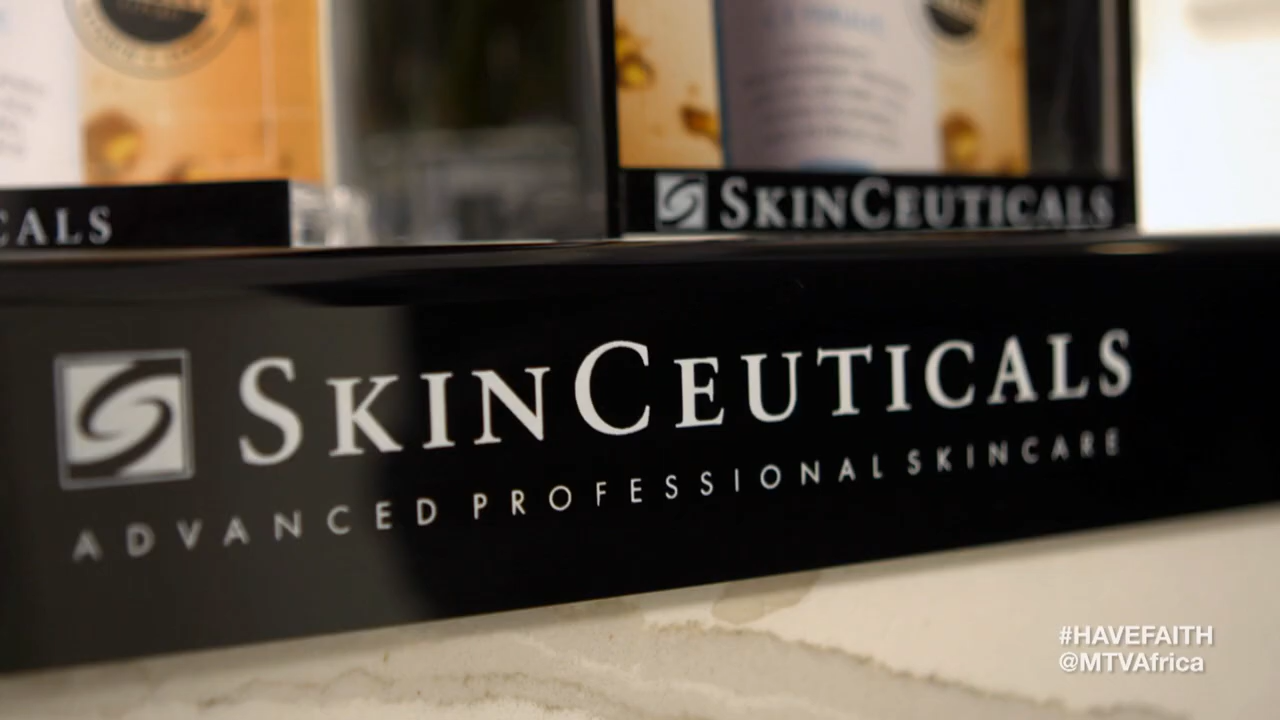 CALS
SKINCEUTICALS
SKINCEUTICALS
ADVANCED PROFESSIONAL SKINCARE
#HAVEFAITH
@MTVAfrica